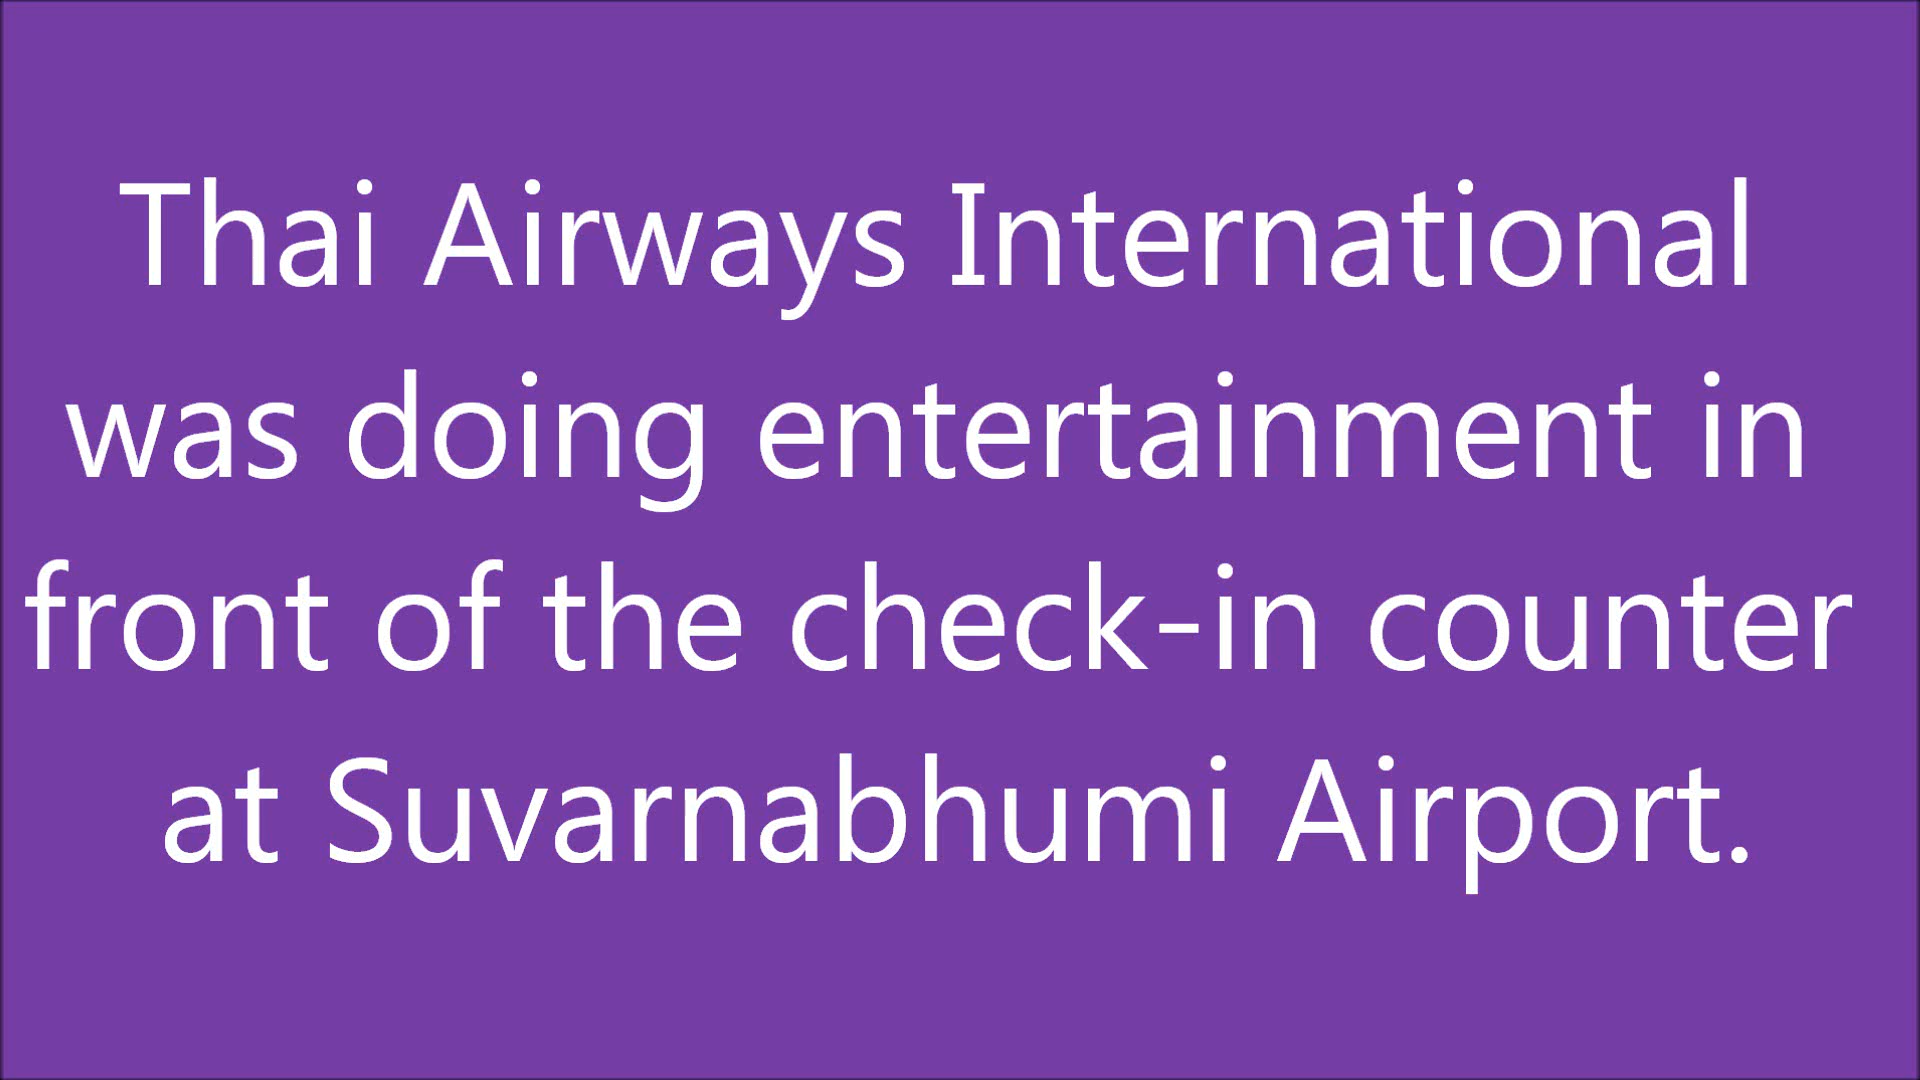 Thai Airways International
was doing entertainment in
front of the check-in counter
at Suvarnabhumi Airport.